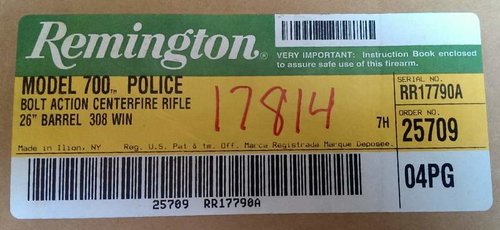 Remington®
VERY IMPORTANT: Instruction Book enclosed
to assure safe use of this firearm.
MODEL 700™ POLICE
BOLT ACTION CENTERFIRE RIFLE
26" BARREL 308 WIN
17814
7H
Made in Ilion, NY Reg. U.S. Pat & tm. Off. Marca Registrada Marque Deposee.
SERIAL NO.
RR17790A
ORDER NO.
25709
04PG
25709 RR17790A